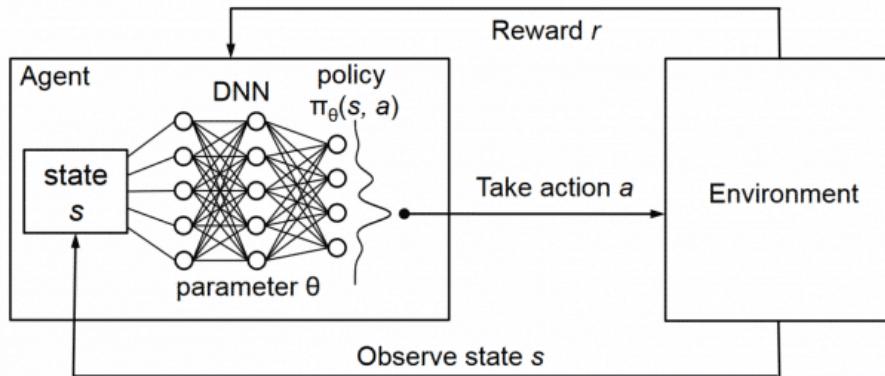 Reward r
Agent
DNN
policy
πθ(s, a)
state
s
Take action a
Environment
parameter θ
Observe state s